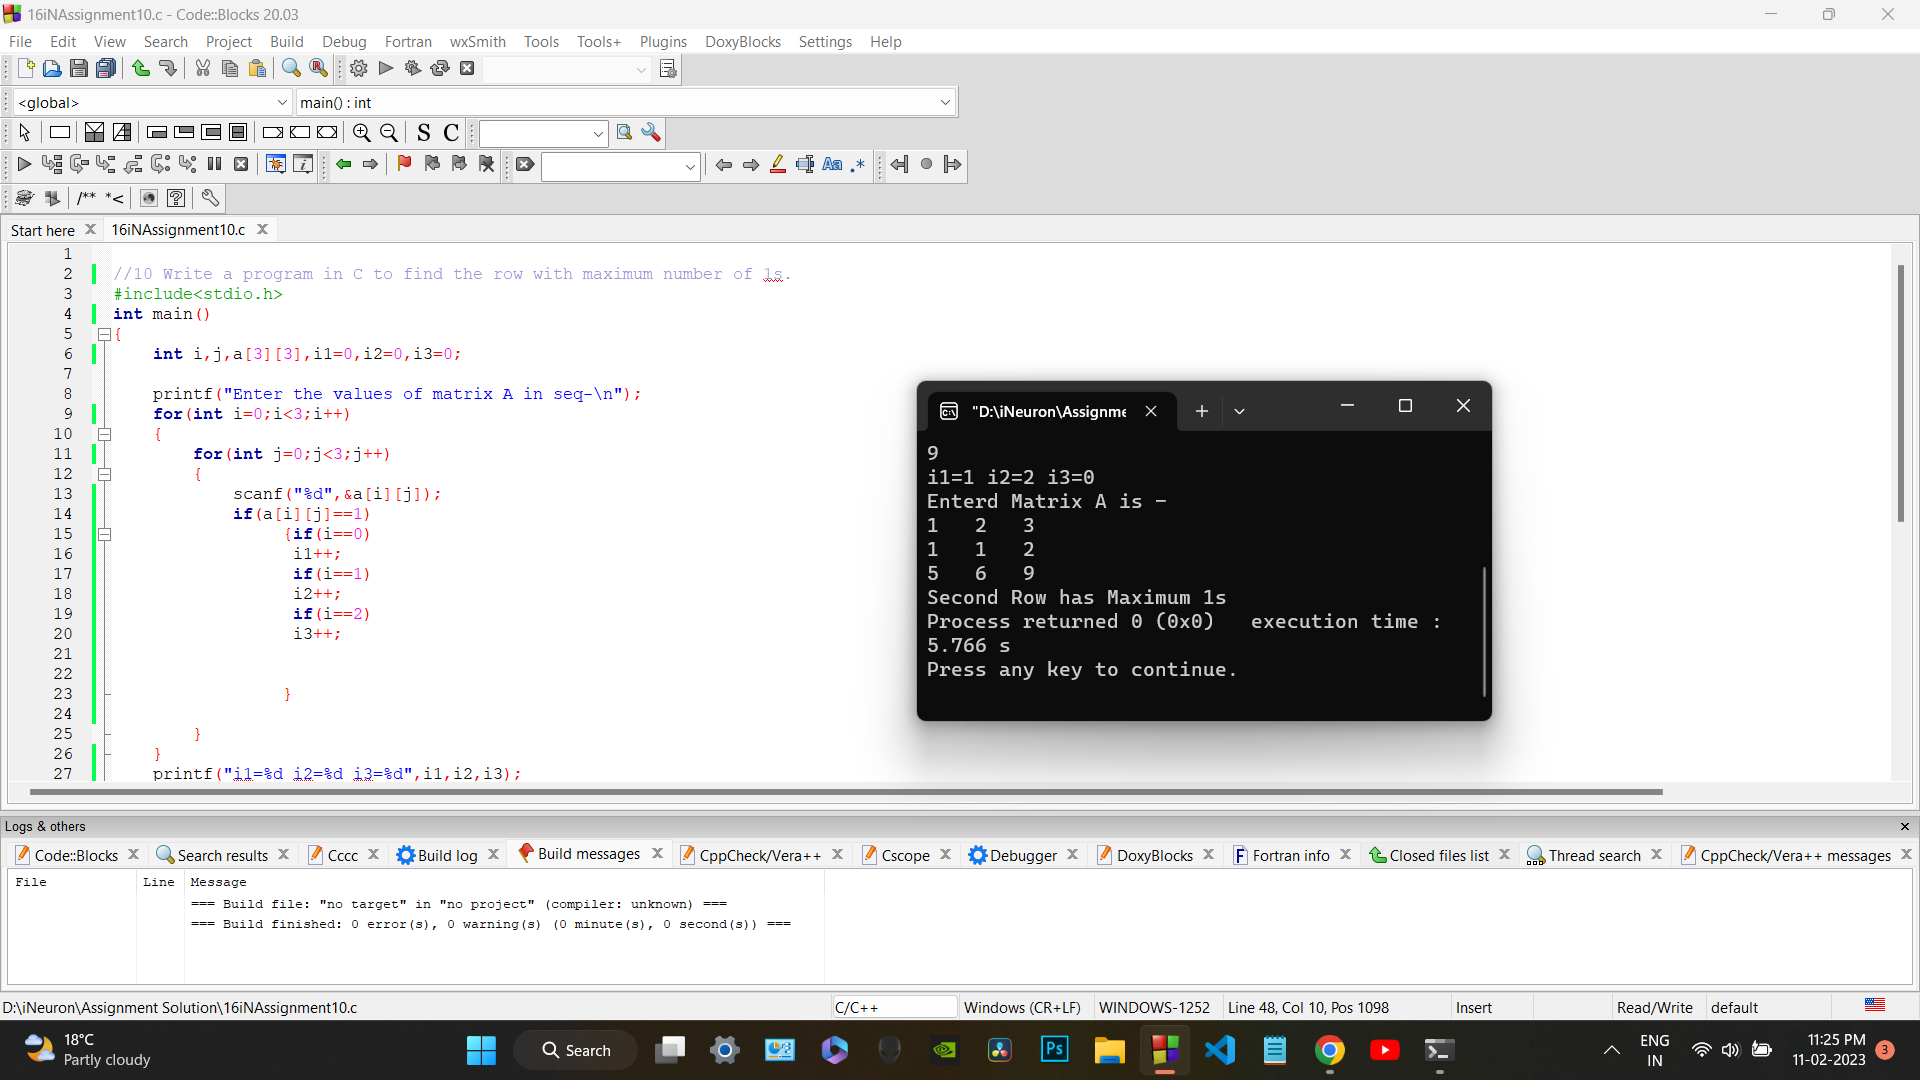 16iNAssignment10.c - Code::Blocks 20.03
File Edit View Search Project Build Debug Fortran wxSmith Tools Tools+ Plugins DoxyBlocks Settings Help
<global> main() : int
S C
Aa .*
/** *<
Start here 16iNAssignment10.c
1
2 //10 Write a program in C to find the row with maximum number of 1s.
3 #include<stdio.h>
4 int main()
5 {
6 int i,j,a[3][3],i1=0,i2=0,i3=0;
7
8 printf("Enter the values of matrix A in seq-\n");
9 for(int i=0;i<3;i++)
10 {
11 for(int j=0;j<3;j++)
12 {
13 scanf("%d",&a[i][j]);
14 if(a[i][j]==1)
15 {if(i==0)
16 i1++;
17 if(i==1)
18 i2++;
19 if(i==2)
20 i3++;
21
22
23 }
24
25 }
26 }
27 printf("i1=%d i2=%d i3=%d",i1,i2,i3);
"D:\iNeuron\Assignme
9
i1=1 i2=2 i3=0
Enterd Matrix A is -
1 2 3
1 1 2
5 6 9
Second Row has Maximum 1s
Process returned 0 (0x0) execution time :
5.766 s
Press any key to continue.
Logs & others
Code::Blocks Search results Cccc Build log Build messages CppCheck/Vera++ Cscope Debugger DoxyBlocks Fortran info Closed files list Thread search CppCheck/Vera++ messages
File Line Message
=== Build file: "no target" in "no project" (compiler: unknown) ===
=== Build finished: 0 error(s), 0 warning(s) (0 minute(s), 0 second(s)) ===
D:\iNeuron\Assignment Solution\16iNAssignment10.c C/C++ Windows (CR+LF) WINDOWS-1252 Line 48, Col 10, Pos 1098 Insert Read/Write default
18°C
Partly cloudy
Search
Ps
ENG
IN
11:25 PM
11-02-2023
3